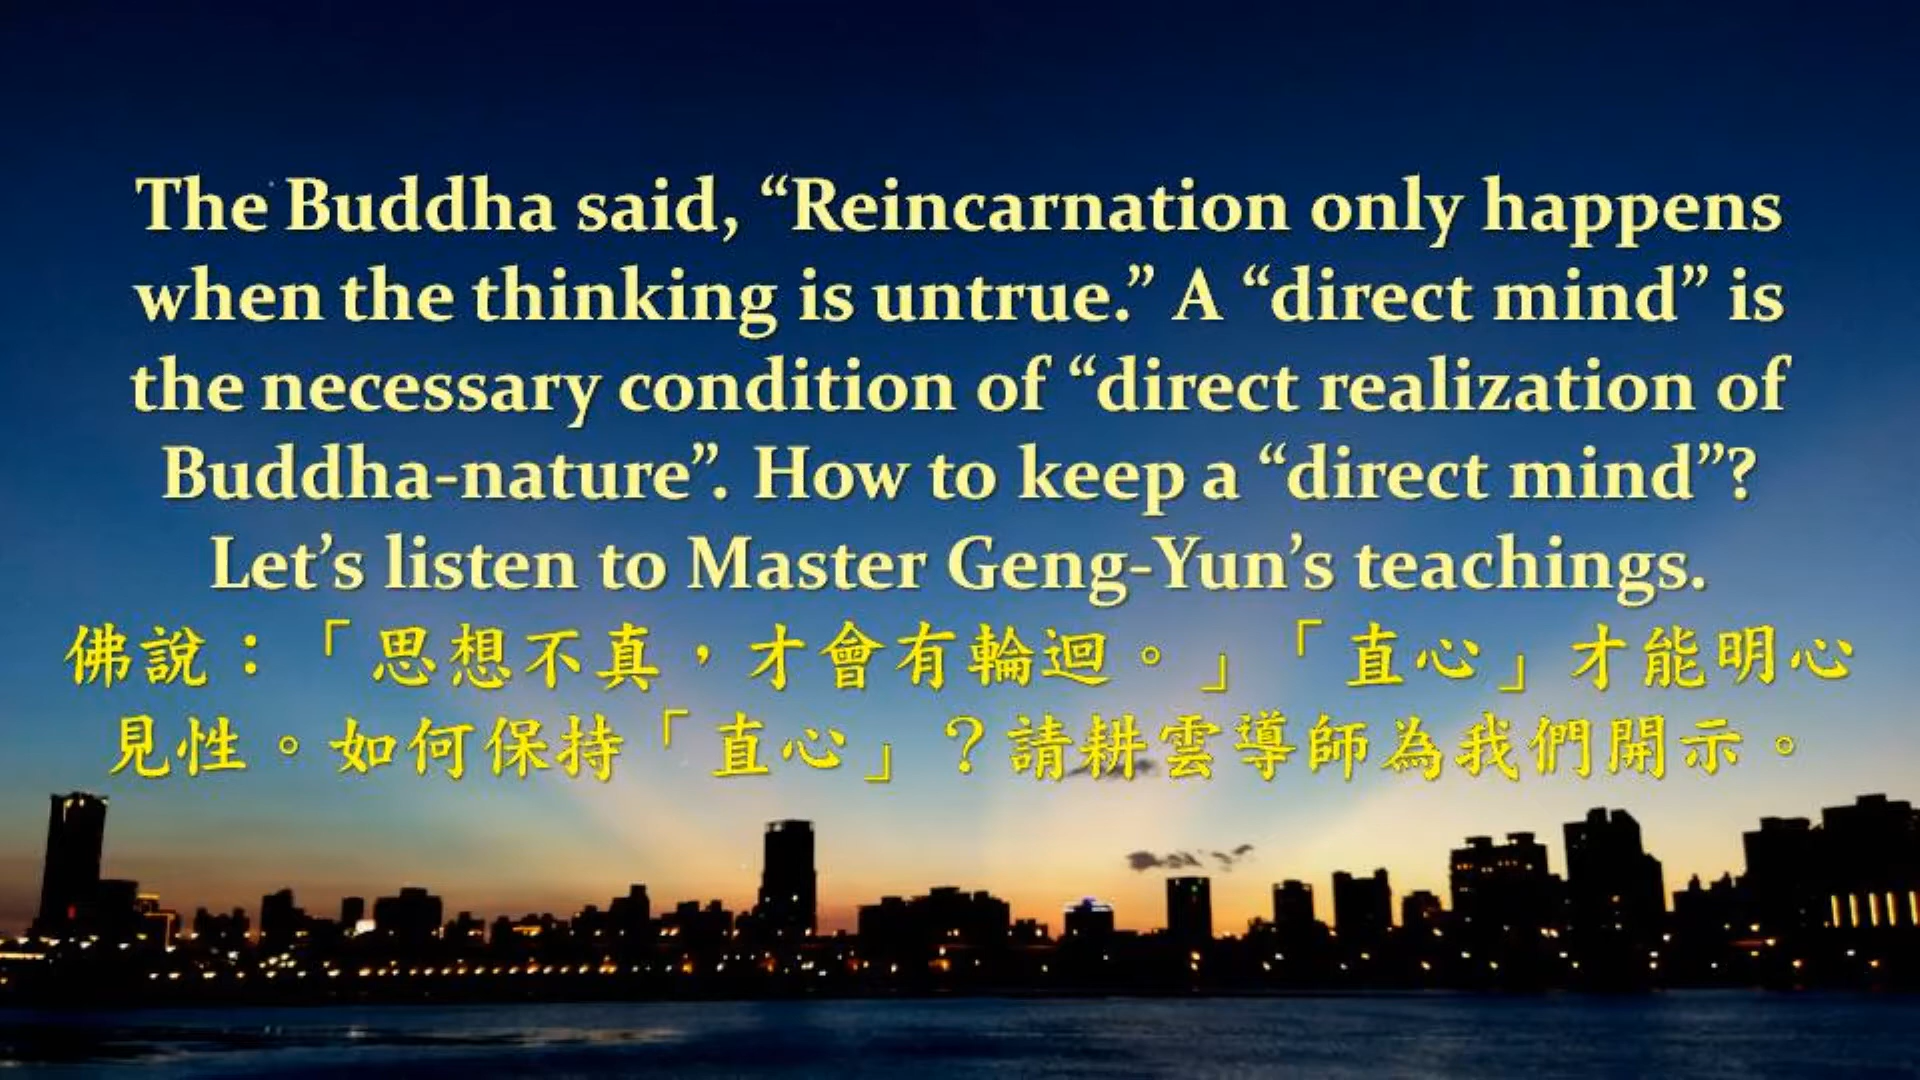 The Buddha said, “Reincarnation only happens
when the thinking is untrue.” A “direct mind” is
the necessary condition of “direct realization of
Buddha-nature”. How to keep a “direct mind”?
Let’s listen to Master Geng-Yun’s teachings.
佛說：「思想不真，才會有輪迴。」「直心」才能明心
見性。如何保持「直心」？請耕雲導師為我們開示。